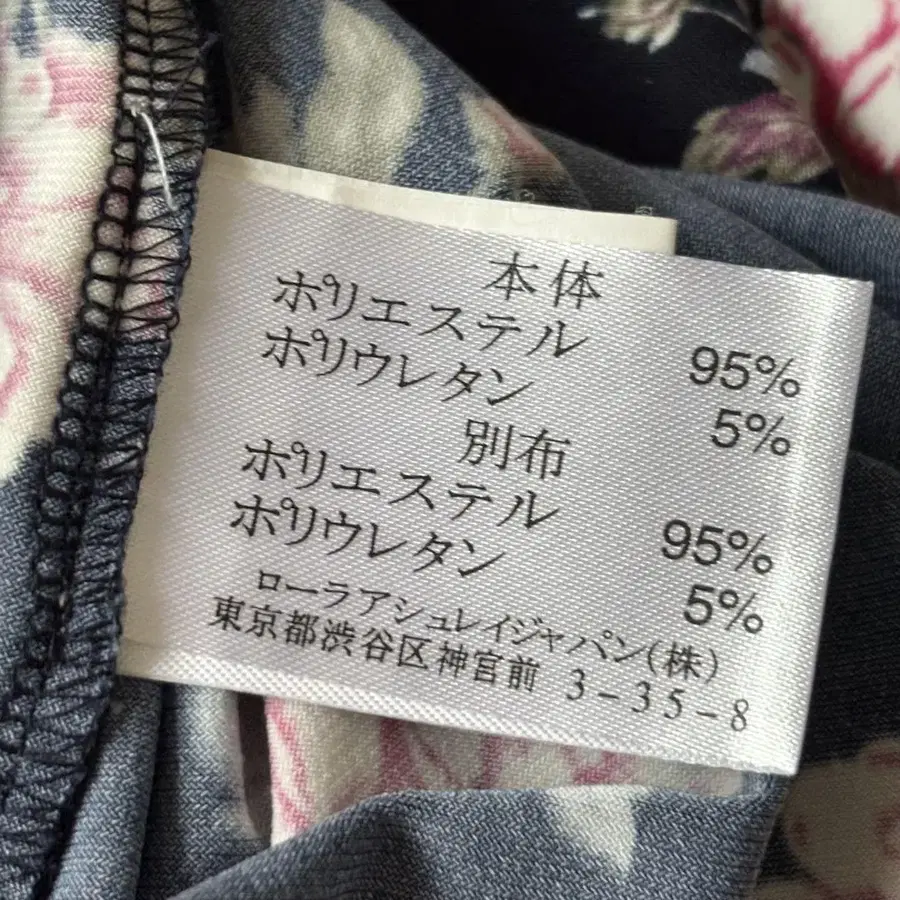 本体
ポリエステル 95%
ポリウレタン 5%
別布
ポリエステル 95%
ポリウレタン 5%
ローラアシュレイジャパン(株)
東京都渋谷区神宮前 3-35-8